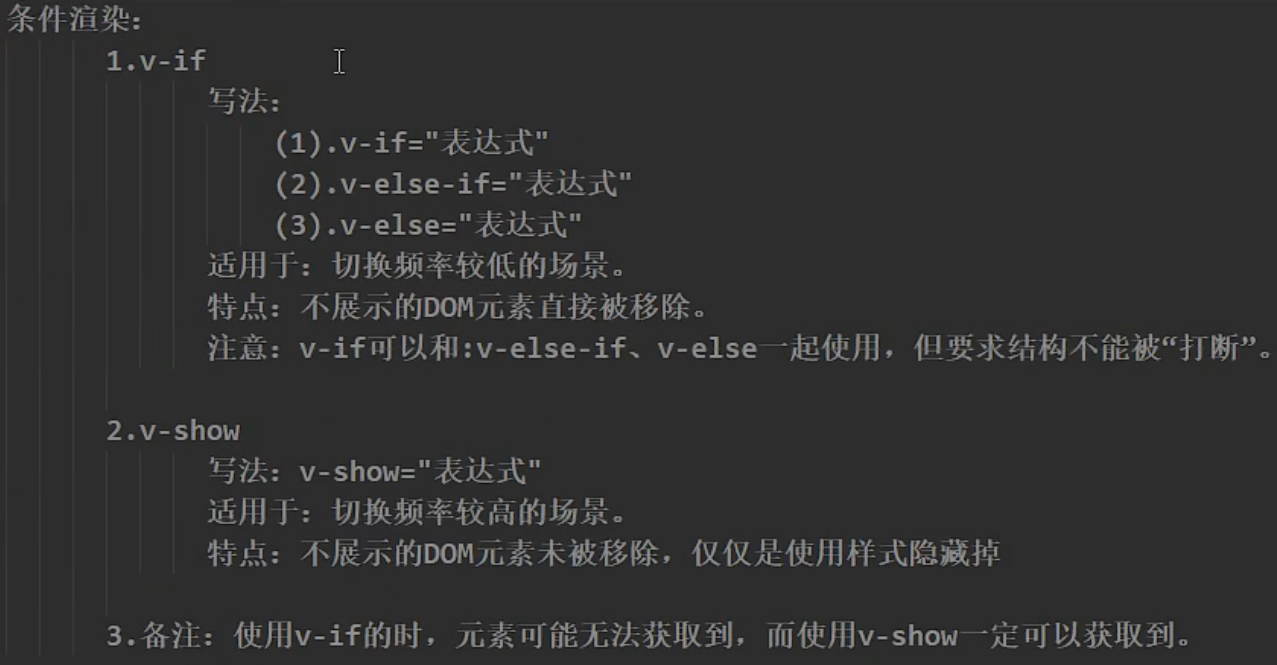 条件渲染：
1.v-if
写法：
(1).v-if="表达式"
(2).v-else-if="表达式"
(3).v-else="表达式"
适用于：切换频率较低的场景。
特点：不展示的DOM元素直接被移除。
注意：v-if可以和:v-else-if、v-else一起使用，但要求结构不能被“打断”。
2.v-show
写法：v-show="表达式"
适用于：切换频率较高的场景。
特点：不展示的DOM元素未被移除，仅仅是使用样式隐藏掉
3.备注：使用v-if的时，元素可能无法获取到，而使用v-show一定可以获取到。